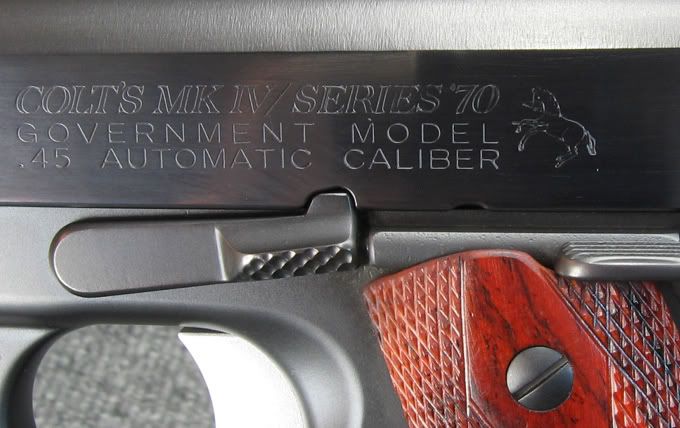 COLT'S MK IV/ SERIES '70
GOVERNMENT MODEL
.45 AUTOMATIC CALIBER